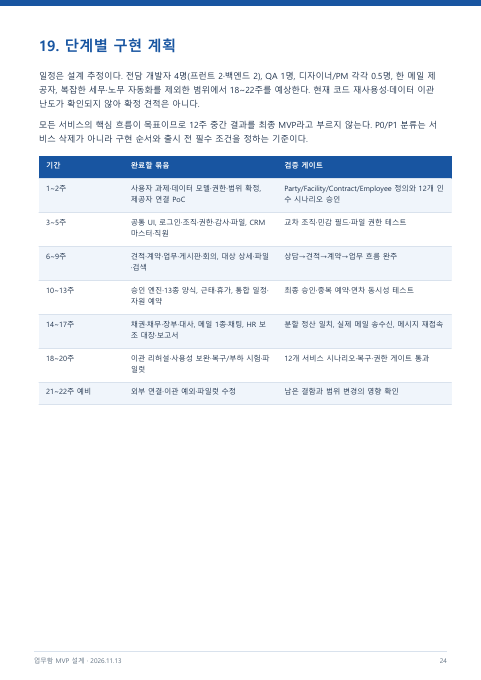 19. 단계별 구현 계획
일정은 설계 추정이다. 전담 개발자 4명(프런트 2·백엔드 2), QA 1명, 디자이너/PM 각각 0.5명, 한 메일 제
공자, 복잡한 세무·노무 자동화를 제외한 범위에서 18~22주를 예상한다. 현재 코드 재사용성·데이터 이관
난도가 확인되지 않아 확정 견적은 아니다.
모든 서비스의 핵심 흐름이 목표이므로 12주 중간 결과를 최종 MVP라고 부르지 않는다. P0/P1 분류는 서
비스 삭제가 아니라 구현 순서와 출시 전 필수 조건을 정하는 기준이다.
기간 완료할 묶음 검증 게이트
1~2주 사용자 과제·데이터 모델·권한·범위 확정, Party/Facility/Contract/Employee 정의와 12개 인
제공자 연결 PoC 수 시나리오 승인
3~5주 공통 UI, 로그인·조직·권한·감사·파일, CRM 교차 조직·민감 필드·파일 권한 테스트
마스터·직원
6~9주 견적·계약·업무·게시판·회의, 대상 상세·파일 상담→견적→계약→업무 흐름 완주
·검색
10~13주 승인 엔진·13종 양식, 근태·휴가, 통합 일정· 최종 승인·중복 예약·연차 동시성 테스트
자원 예약
14~17주 채권·채무·장부·대사, 메일 1종·채팅, HR 보 분할 정산 일치, 실제 메일 송수신, 메시지 재접속
조 대장·보고서
18~20주 이관 리허설·사용성 보완·복구/부하 시험·파 12개 서비스 시나리오·복구·권한 게이트 통과
일럿
21~22주 예비 외부 연결·이관 예외·파일럿 수정 남은 결함과 범위 변경의 영향 확인
업무함 MVP 설계 · 2026.11.13 24